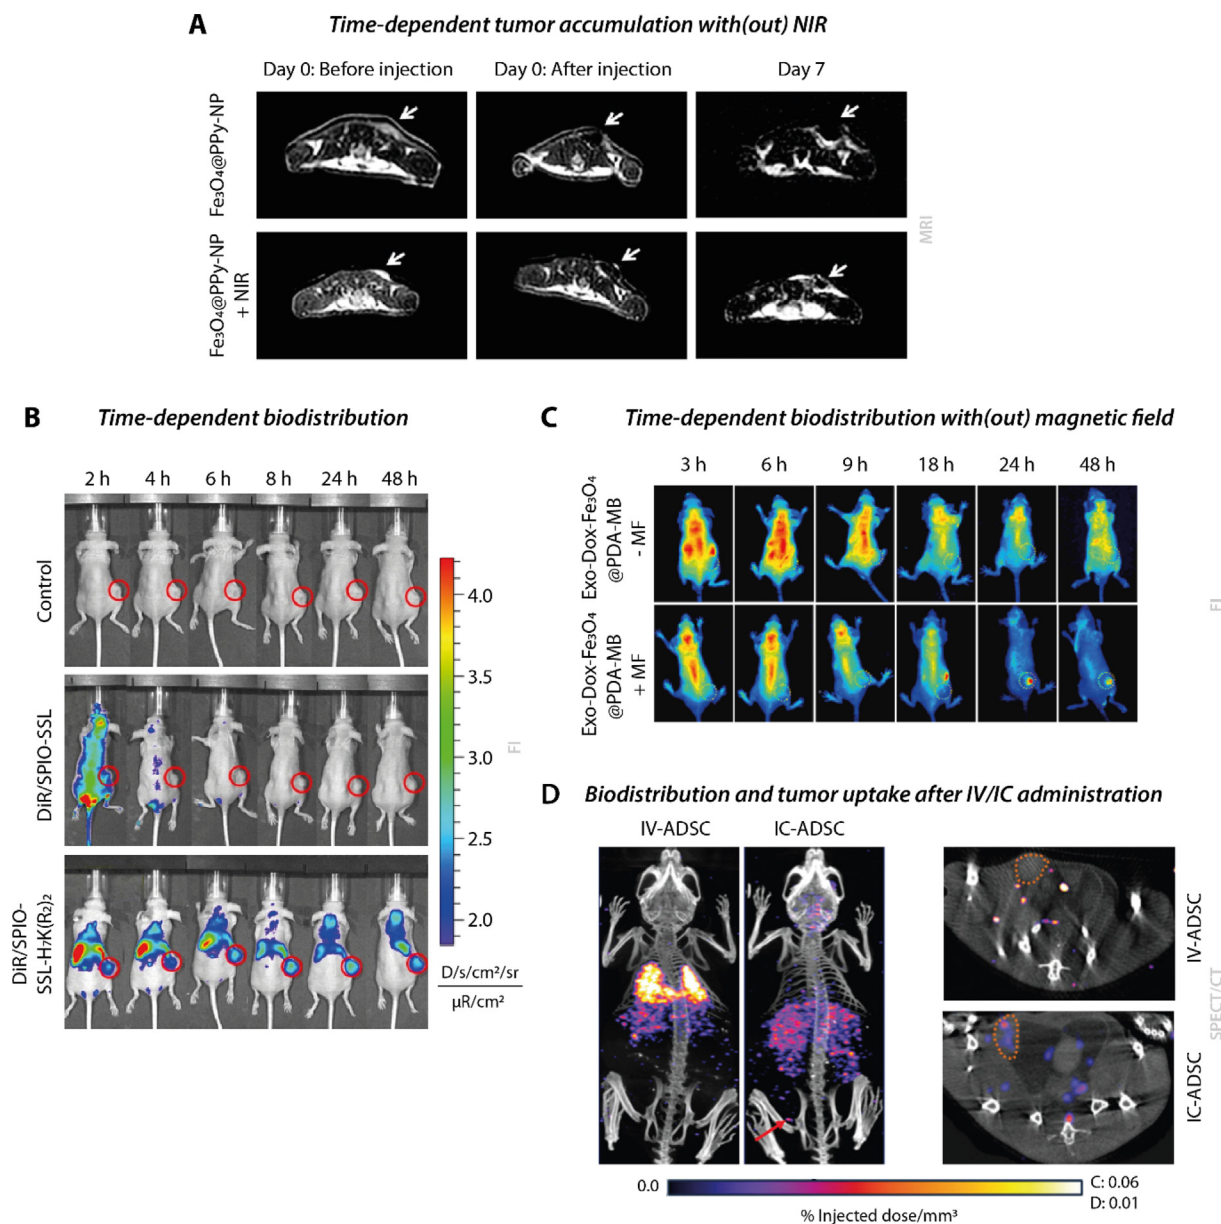 A Time-dependent tumor accumulation with(out) NIR
Day 0: Before injection Day 0: After injection Day 7
Fe₃O₄@PPy-NP
MRI
Fe₃O₄@PPy-NP
+ NIR
B Time-dependent biodistribution
2 h 4 h 6 h 8 h 24 h 48 h
Control
DiR/SPIO-SSL
DiR/SPIO-
SSL-H₇K(R₂)₂
4.0
3.5
3.0
2.5
2.0
FI
D/s/cm²/sr
µR/cm²
C Time-dependent biodistribution with(out) magnetic field
3 h 6 h 9 h 18 h 24 h 48 h
Exo-Dox-Fe₃O₄
@PDA-MB
- MF
Exo-Dox-Fe₃O₄
@PDA-MB
+ MF
FI
D Biodistribution and tumor uptake after IV/IC administration
IV-ADSC IC-ADSC
IV-ADSC
IC-ADSC
SPECT/CT
0.0
C: 0.06
D: 0.01
% Injected dose/mm³